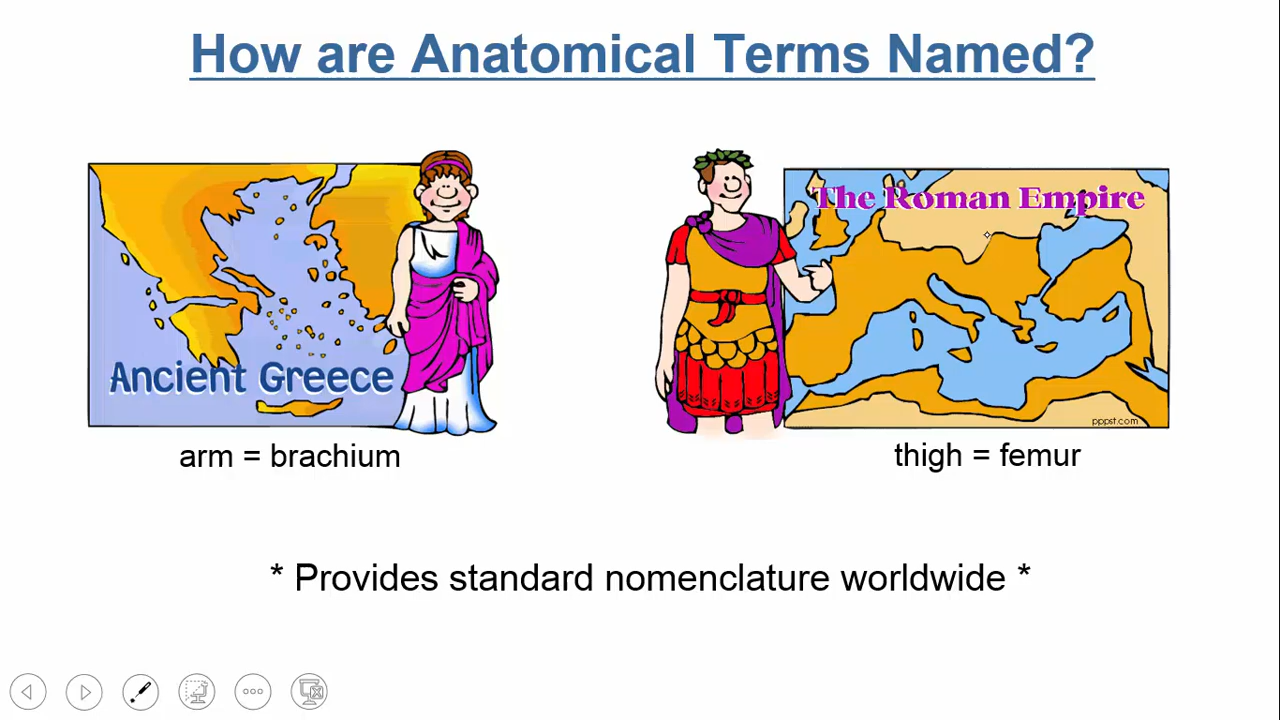 How are Anatomical Terms Named?
Ancient Greece
The Roman Empire
pppst.com
arm = brachium
thigh = femur
* Provides standard nomenclature worldwide *